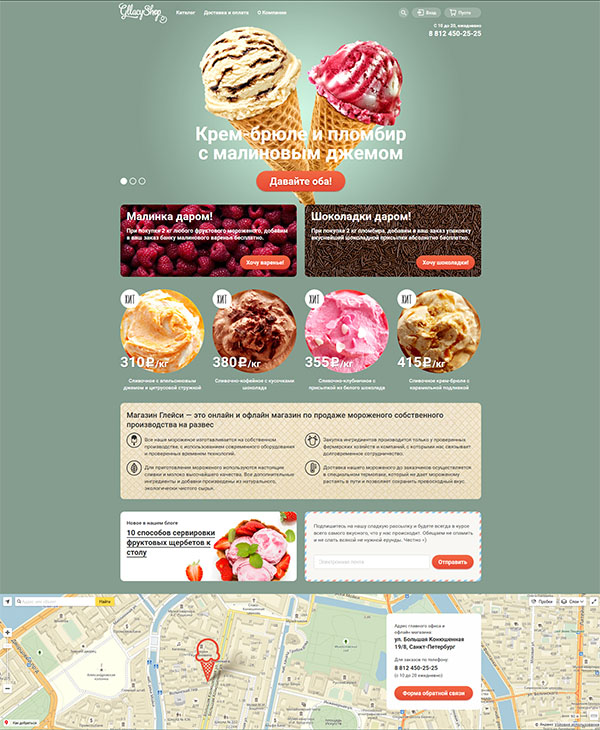 GllacyShop
Каталог
Доставка и оплата
О Компании
Вход
Пусто
С 10 до 20, ежедневно
8 812 450-25-25
Крем-брюле и пломбир
с малиновым джемом
Давайте оба!
Малинка даром!
При покупке 2 кг любого фруктового мороженого, добавим
в ваш заказ банку малинового варенья бесплатно.
Хочу варенье!
Шоколадки даром!
При покупке 2 кг пломбира, добавим в ваш заказ упаковку
вкуснейшей шоколадной присыпки абсолютно бесплатно.
Хочу шоколадки!
ХИТ
ХИТ
ХИТ
ХИТ
310₽/кг
380₽/кг
355₽/кг
415₽/кг
Сливочное с апельсиновым
джемом и цитрусовой стружкой
Сливочно-кофейное с кусочками
шоколада
Сливочно-клубничное с
присыпкой из белого шоколада
Сливочное крем-брюле с
карамельной подливкой
Магазин Глейси — это онлайн и офлайн магазин по продаже мороженого собственного
производства на развес
Все наше мороженое изготавливается на собственном
производстве, с использованием современного оборудования
и проверенных временем технологий.
Закупка ингредиентов производится только у проверенных
фермерских хозяйств и компаний, с которыми нас связывает
долговременное сотрудничество.
Для приготовления мороженого используются настоящие
сливки и молоко высочайшего качества. Все дополнительные
ингредиенты и добавки произведены из натурального,
экологически чистого сырья.
Доставка нашего мороженого до заказчиков осуществляется
в специальном термопаке, который не дает мороженому
растаять в пути и позволяет сохранять превосходный вкус.
Новое в нашем блоге
10 способов сервировки
фруктовых щербетов к
столу
Подпишитесь на нашу сладкую рассылку и будете всегда в курсе
всего самого вкусного, что у нас происходит. Обещаем не спамить
и не слать всякой не нужной ерунды. Честно =)
Электронная почта
Отправить
Найти
Пробки
Слои
Адрес главного офиса и
офлайн магазина
ул. Большая Конюшенная
19/8, Санкт-Петербург
Для заказов по телефону:
8 812 450-25-25
(с 10 до 20 ежедневно)
Форма обратной связи
Как добраться